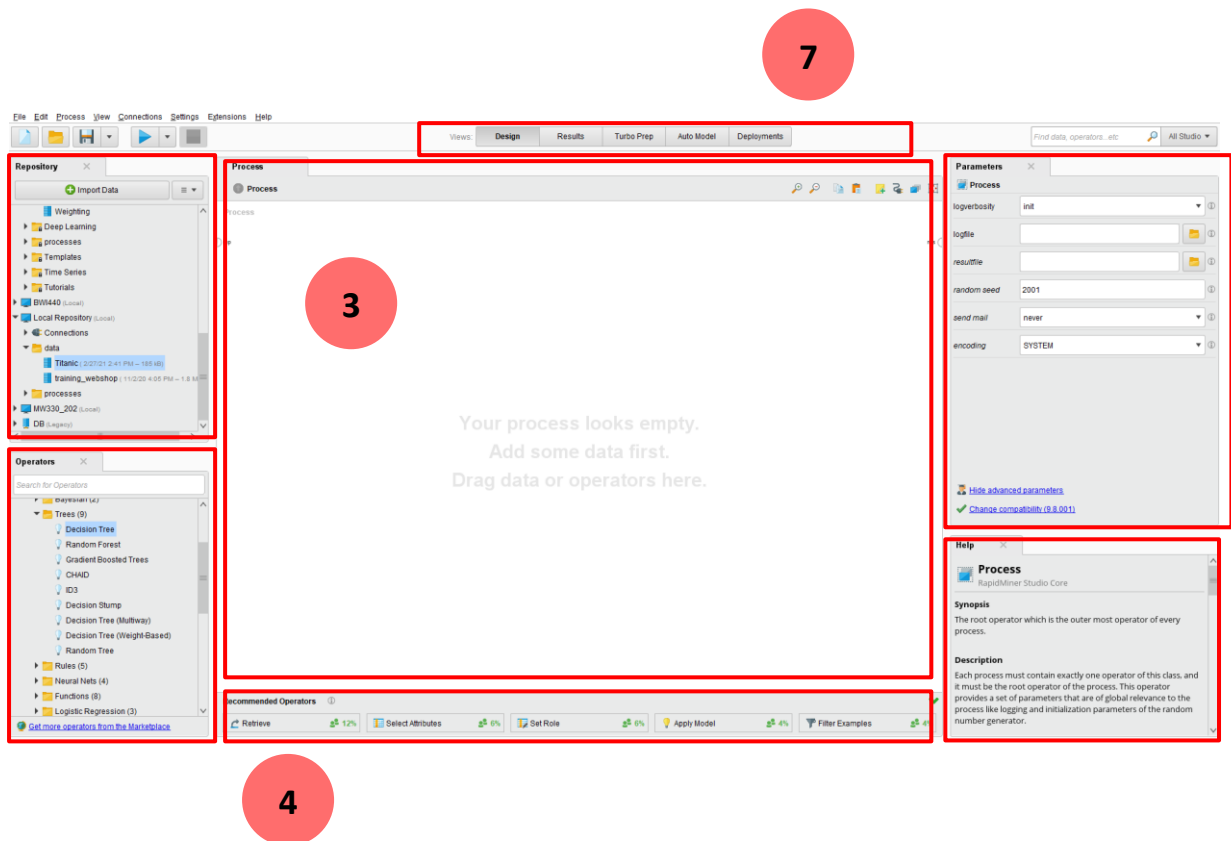 7
File Edit Process View Connections Settings Extensions Help
Views: Design Results Turbo Prep Auto Model Deployments
Find data, operators...etc All Studio
Repository
Import Data
Weighting
Deep Learning
processes
Templates
Time Series
Tutorials
BWI440 (Local)
Local Repository (Local)
Connections
data
Titanic ( 2/27/21 2:41 PM – 165 kB)
training_webshop ( 11/2/20 4:05 PM – 1.8 M
processes
MW330_202 (Local)
DB (Legacy)
Operators
Search for Operators
Bayesian (2)
Trees (9)
Decision Tree
Random Forest
Gradient Boosted Trees
CHAID
ID3
Decision Stump
Decision Tree (Multiway)
Decision Tree (Weight-Based)
Random Tree
Rules (5)
Neural Nets (4)
Functions (8)
Logistic Regression (3)
Get more operators from the Marketplace
Process
Process
Process
3
Your process looks empty.
Add some data first.
Drag data or operators here.
Recommended Operators
Retrieve 12% Select Attributes 6% Set Role 6% Apply Model 4% Filter Examples 4%
4
Parameters
Process
logverbosity init
logfile
resultfile
random seed 2001
send mail never
encoding SYSTEM
Hide advanced parameters
Change compatibility (9.8.001)
Help
Process
RapidMiner Studio Core
Synopsis
The root operator which is the outer most operator of every
process.
Description
Each process must contain exactly one operator of this class, and
it must be the root operator of the process. This operator
provides a set of parameters that are of global relevance to the
process like logging and initialization parameters of the random
number generator.